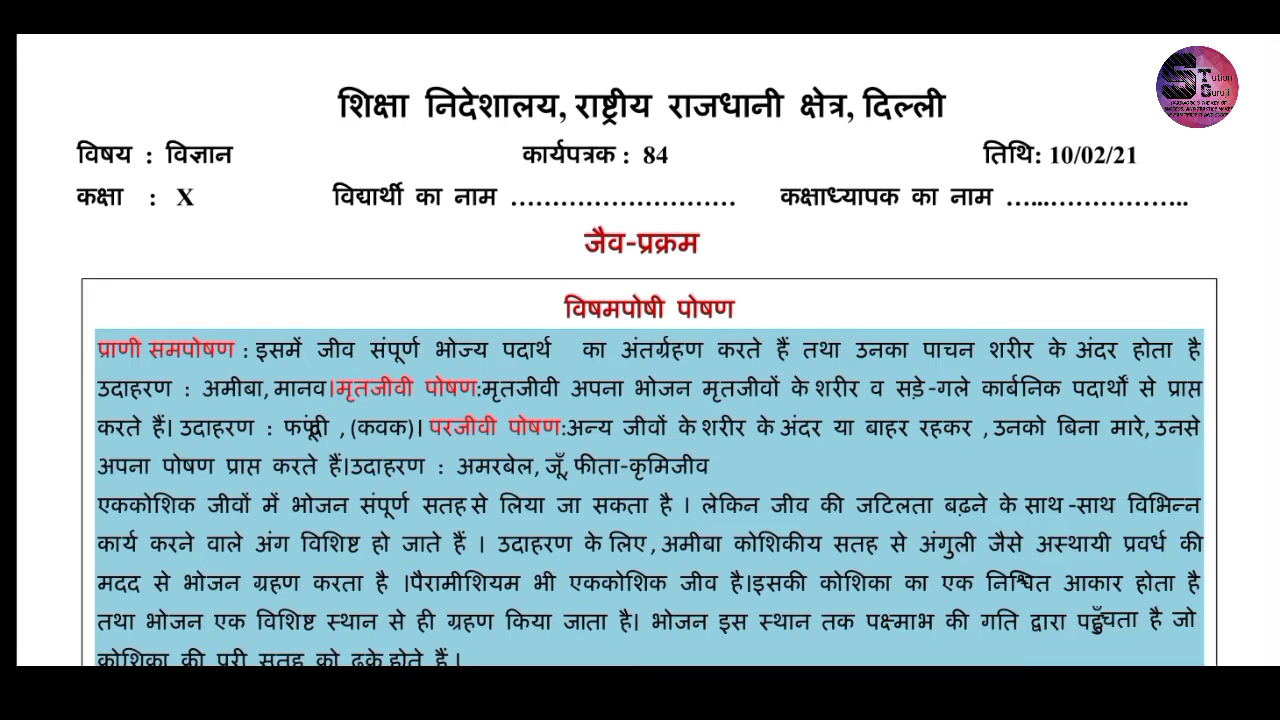 शिक्षा निदेशालय, राष्ट्रीय राजधानी क्षेत्र, दिल्ली
विषय : विज्ञान कार्यपत्रक : 84 तिथि: 10/02/21
कक्षा : X विद्यार्थी का नाम ........................... कक्षाध्यापक का नाम …...……………..
जैव-प्रक्रम
विषमपोषी पोषण
प्राणी समपोषण : इसमें जीव संपूर्ण भोज्य पदार्थ का अंतर्ग्रहण करते हैं तथा उनका पाचन शरीर के अंदर होता है
उदाहरण : अमीबा, मानव।मृतजीवी पोषण:मृतजीवी अपना भोजन मृतजीवों के शरीर व सड़े-गले कार्बनिक पदार्थों से प्राप्त
करते हैं। उदाहरण : फफूंदी , (कवक)। परजीवी पोषण:अन्य जीवों के शरीर के अंदर या बाहर रहकर , उनको बिना मारे, उनसे
अपना पोषण प्राप्त करते हैं।उदाहरण : अमरबेल, जूँ, फीता-कृमिजीव
एककोशिक जीवों में भोजन संपूर्ण सतह से लिया जा सकता है । लेकिन जीव की जटिलता बढ़ने के साथ -साथ विभिन्न
कार्य करने वाले अंग विशिष्ट हो जाते हैं । उदाहरण के लिए , अमीबा कोशिकीय सतह से अंगुली जैसे अस्थायी प्रवर्ध की
मदद से भोजन ग्रहण करता है ।पैरामीशियम भी एककोशिक जीव है।इसकी कोशिका का एक निश्चित आकार होता है
तथा भोजन एक विशिष्ट स्थान से ही ग्रहण किया जाता है। भोजन इस स्थान तक पक्ष्माभ की गति द्वारा पहुँचता है जो
कोशिका की पूरी सतह को ढके होते हैं ।
Tution
Guruji